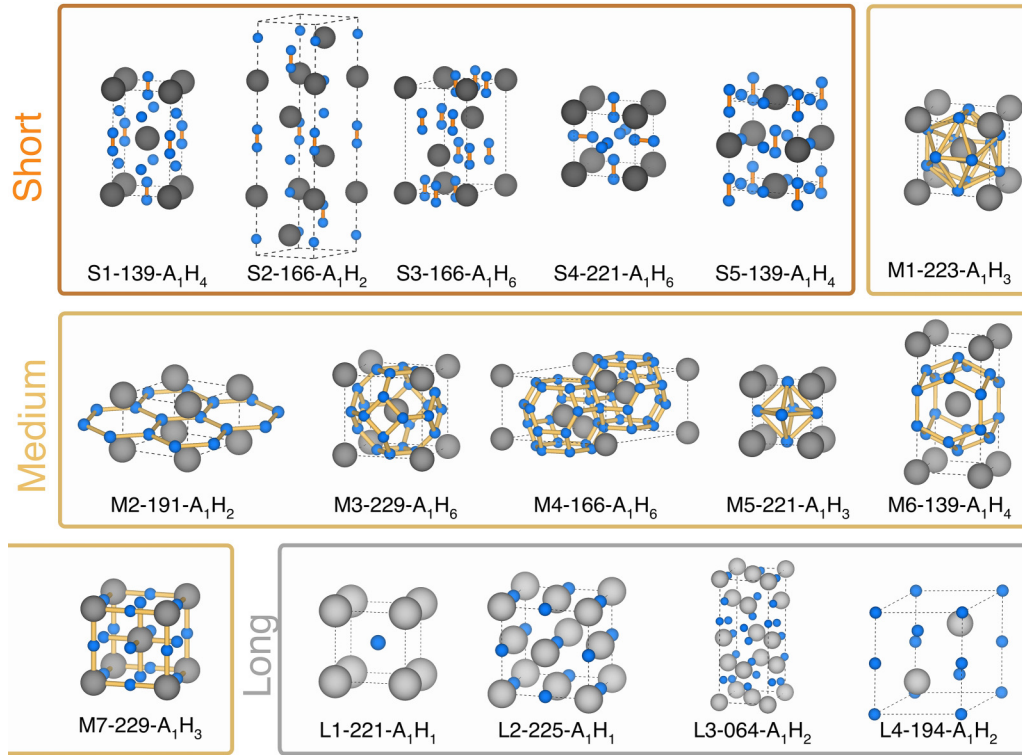 Short
S1-139-A₁H₄
S2-166-A₁H₂
S3-166-A₁H₆
S4-221-A₁H₆
S5-139-A₁H₄
M1-223-A₁H₃
Medium
M2-191-A₁H₂
M3-229-A₁H₆
M4-166-A₁H₆
M5-221-A₁H₃
M6-139-A₁H₄
M7-229-A₁H₃
Long
L1-221-A₁H₁
L2-225-A₁H₁
L3-064-A₁H₂
L4-194-A₁H₂